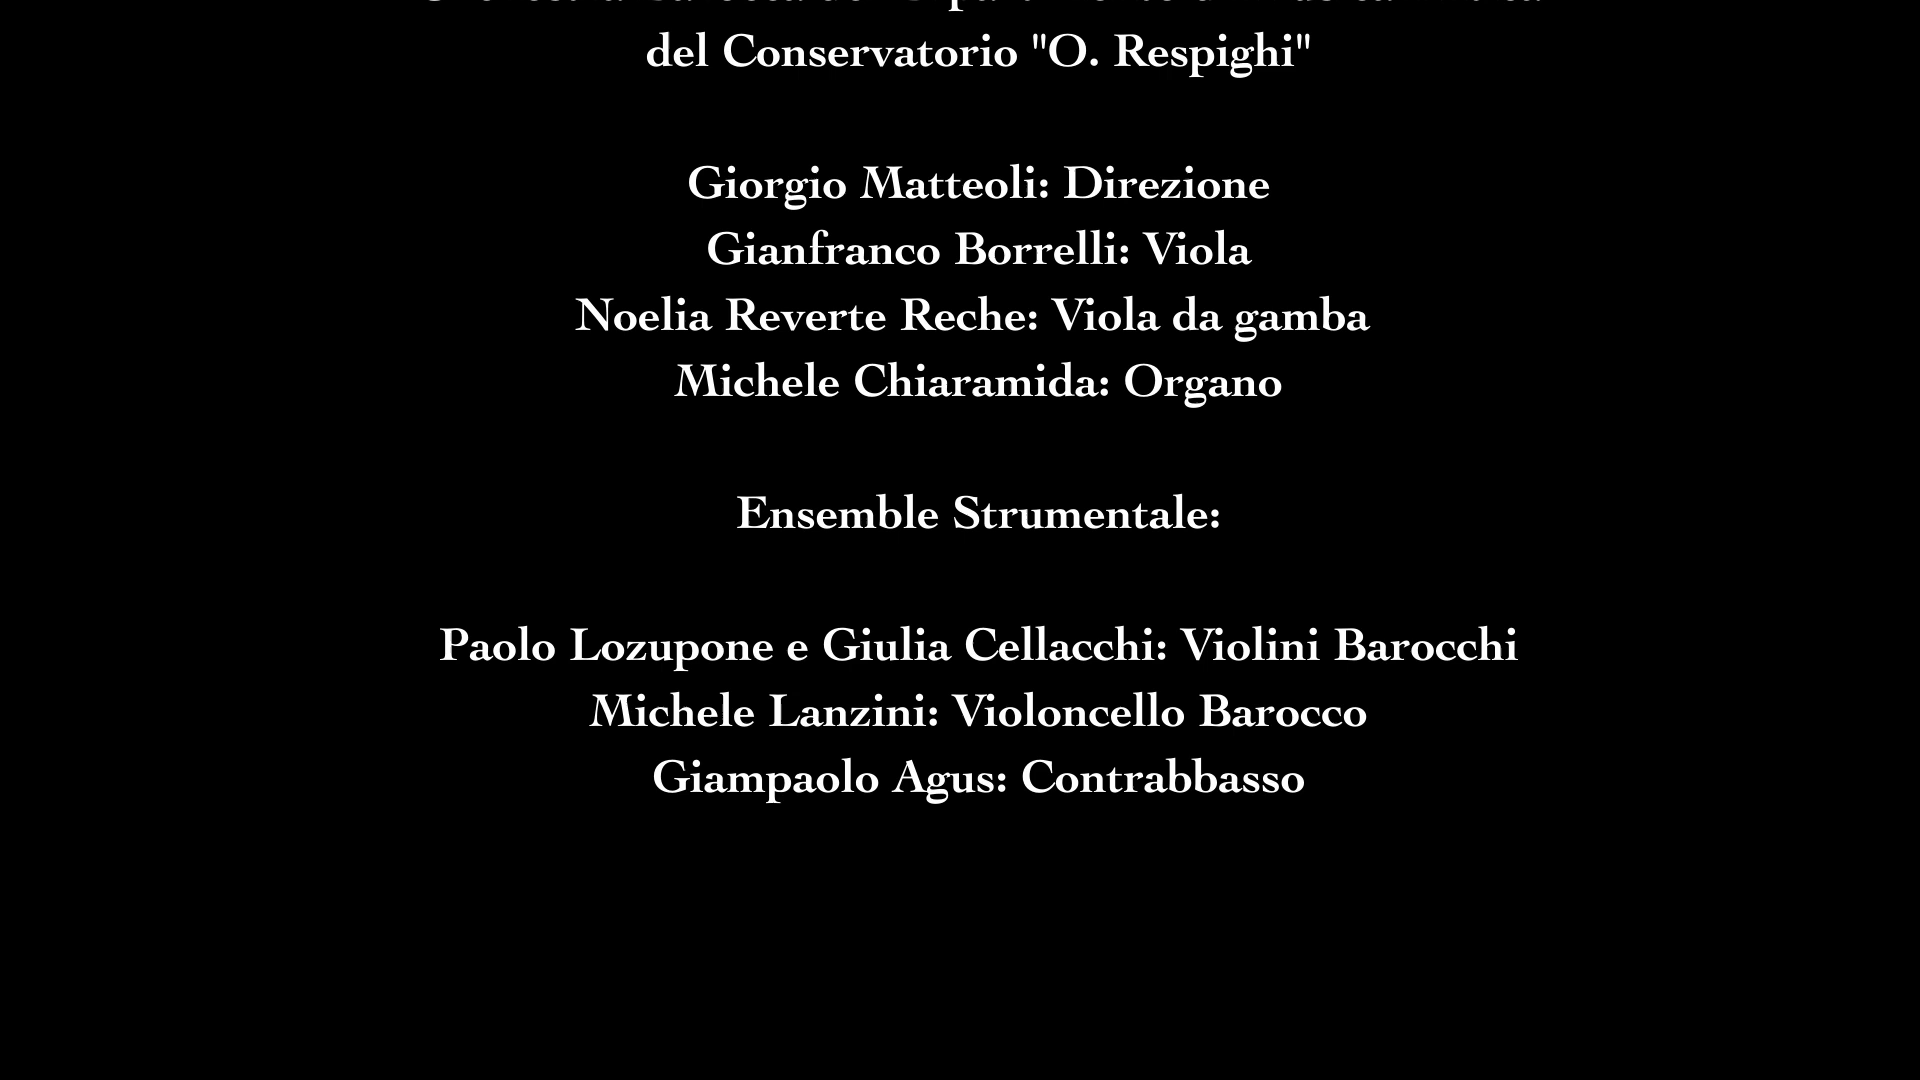 del Conservatorio "O. Respighi"
Giorgio Matteoli: Direzione
Gianfranco Borrelli: Viola
Noelia Reverte Reche: Viola da gamba
Michele Chiaramida: Organo
Ensemble Strumentale:
Paolo Lozupone e Giulia Cellacchi: Violini Barocchi
Michele Lanzini: Violoncello Barocco
Giampaolo Agus: Contrabbasso